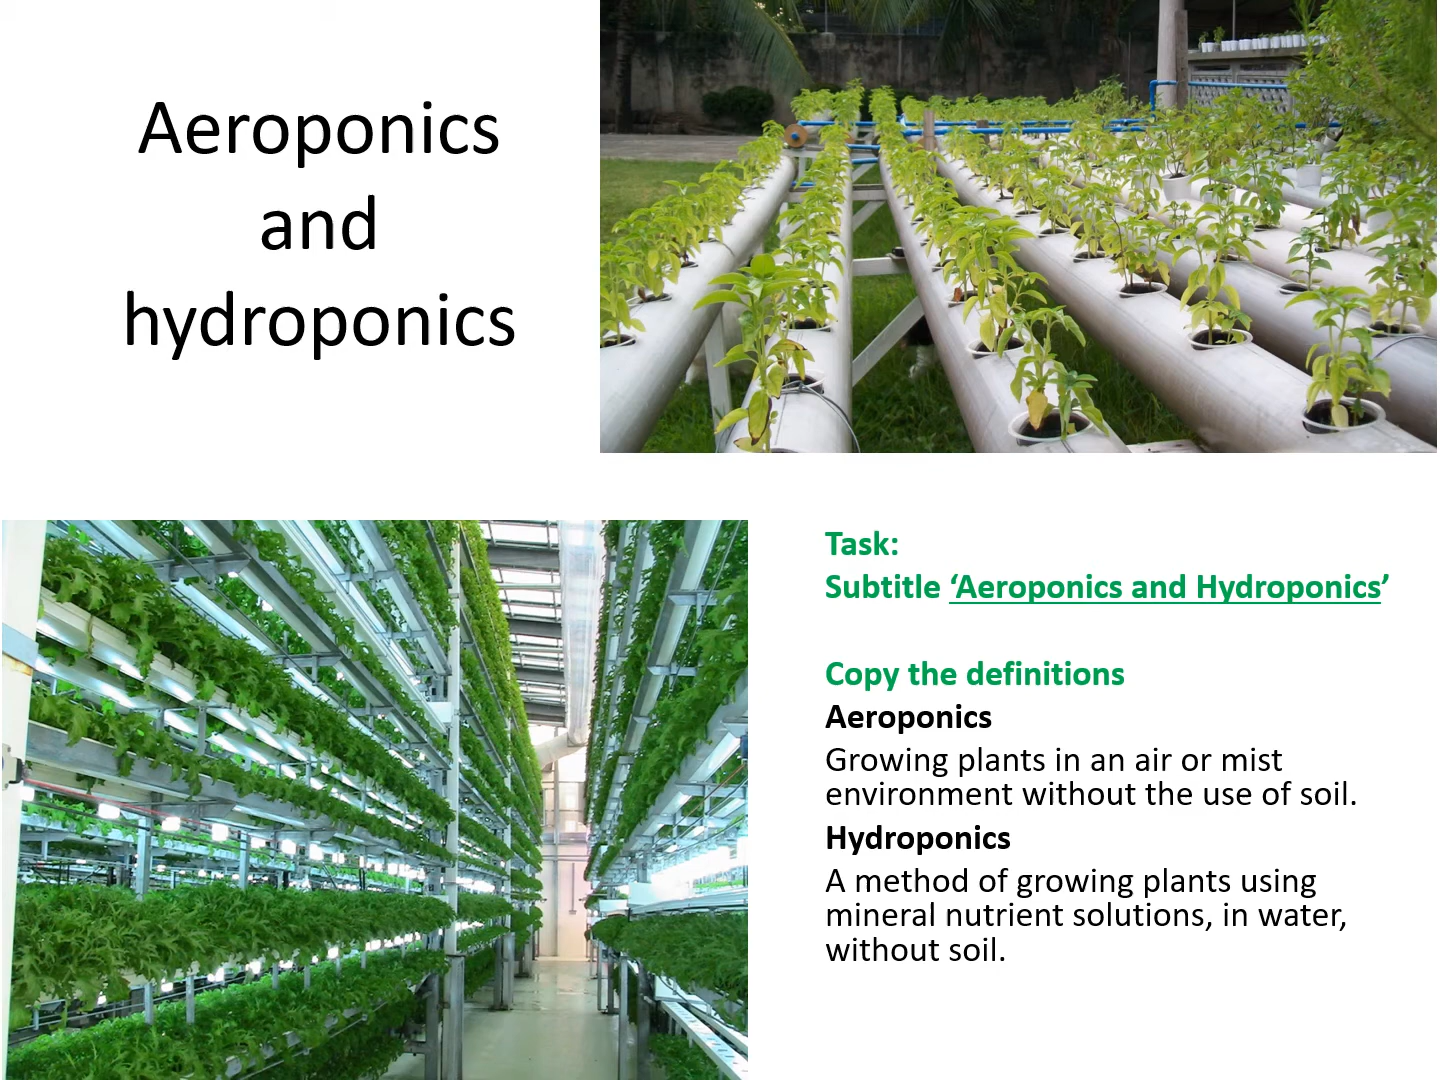 Aeroponics
and
hydroponics
Task:
Subtitle ‘Aeroponics and Hydroponics’
Copy the definitions
Aeroponics
Growing plants in an air or mist
environment without the use of soil.
Hydroponics
A method of growing plants using
mineral nutrient solutions, in water,
without soil.